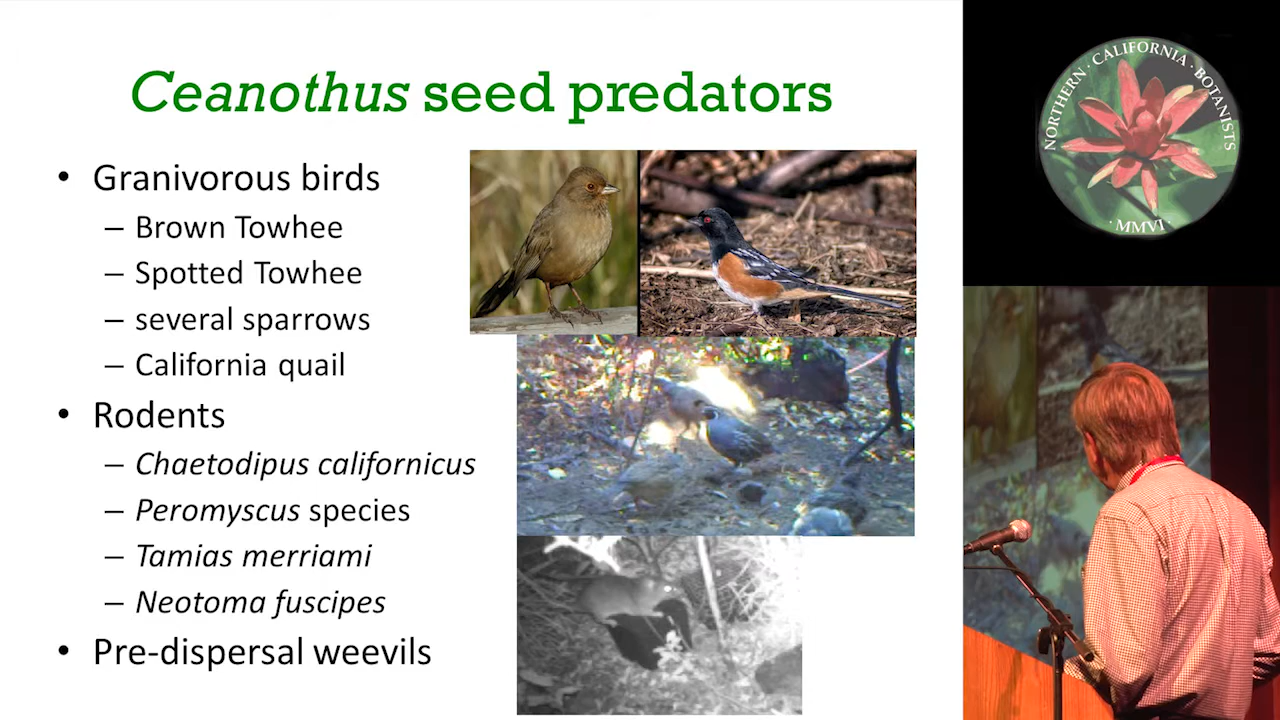 Ceanothus seed predators
• Granivorous birds
– Brown Towhee
– Spotted Towhee
– several sparrows
– California quail
• Rodents
– Chaetodipus californicus
– Peromyscus species
– Tamias merriami
– Neotoma fuscipes
• Pre-dispersal weevils
NORTHERN · CALIFORNIA · BOTANISTS
· MMVI ·